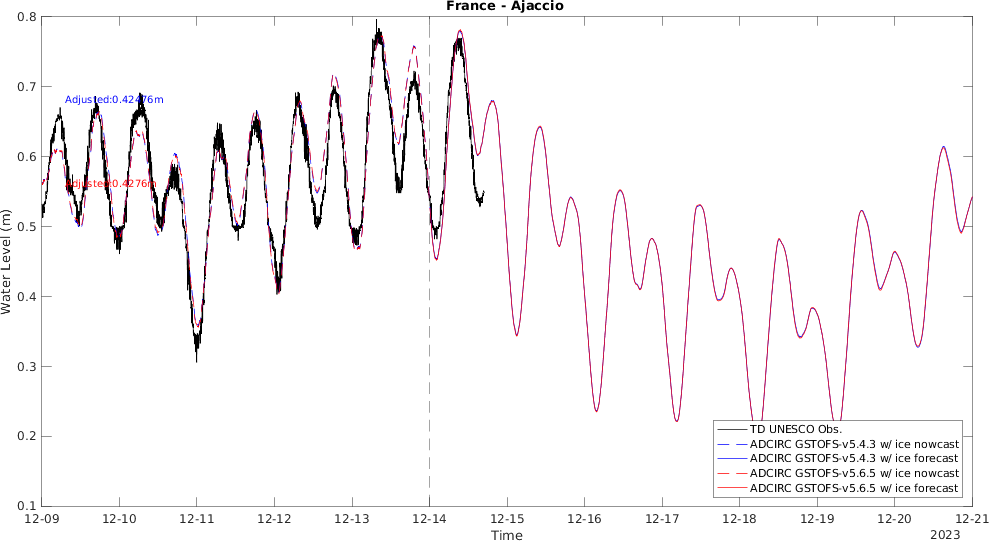 France - Ajaccio
0.8
0.7
0.6
0.5
0.4
0.3
0.2
0.1
Water Level (m)
Adjusted:0.42476m
Adjusted:0.4276m
TD UNESCO Obs.
ADCIRC GSTOFS-v5.4.3 w/ ice nowcast
ADCIRC GSTOFS-v5.4.3 w/ ice forecast
ADCIRC GSTOFS-v5.6.5 w/ ice nowcast
ADCIRC GSTOFS-v5.6.5 w/ ice forecast
12-09 12-10 12-11 12-12 12-13 12-14 12-15 12-16 12-17 12-18 12-19 12-20 12-21
Time
2023